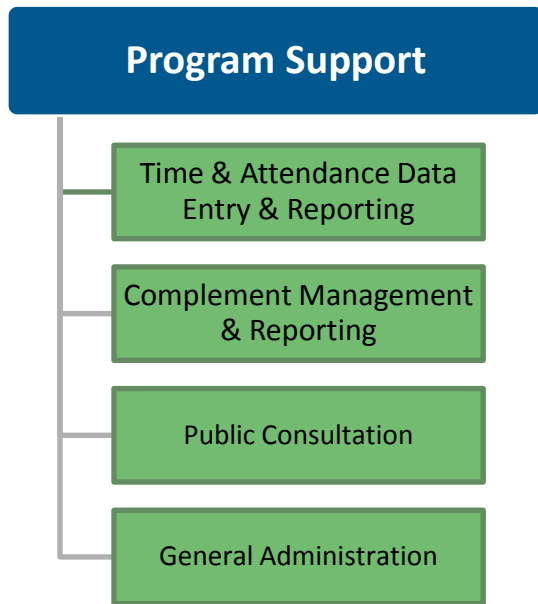 Program Support
Time & Attendance Data
Entry & Reporting
Complement Management
& Reporting
Public Consultation
General Administration